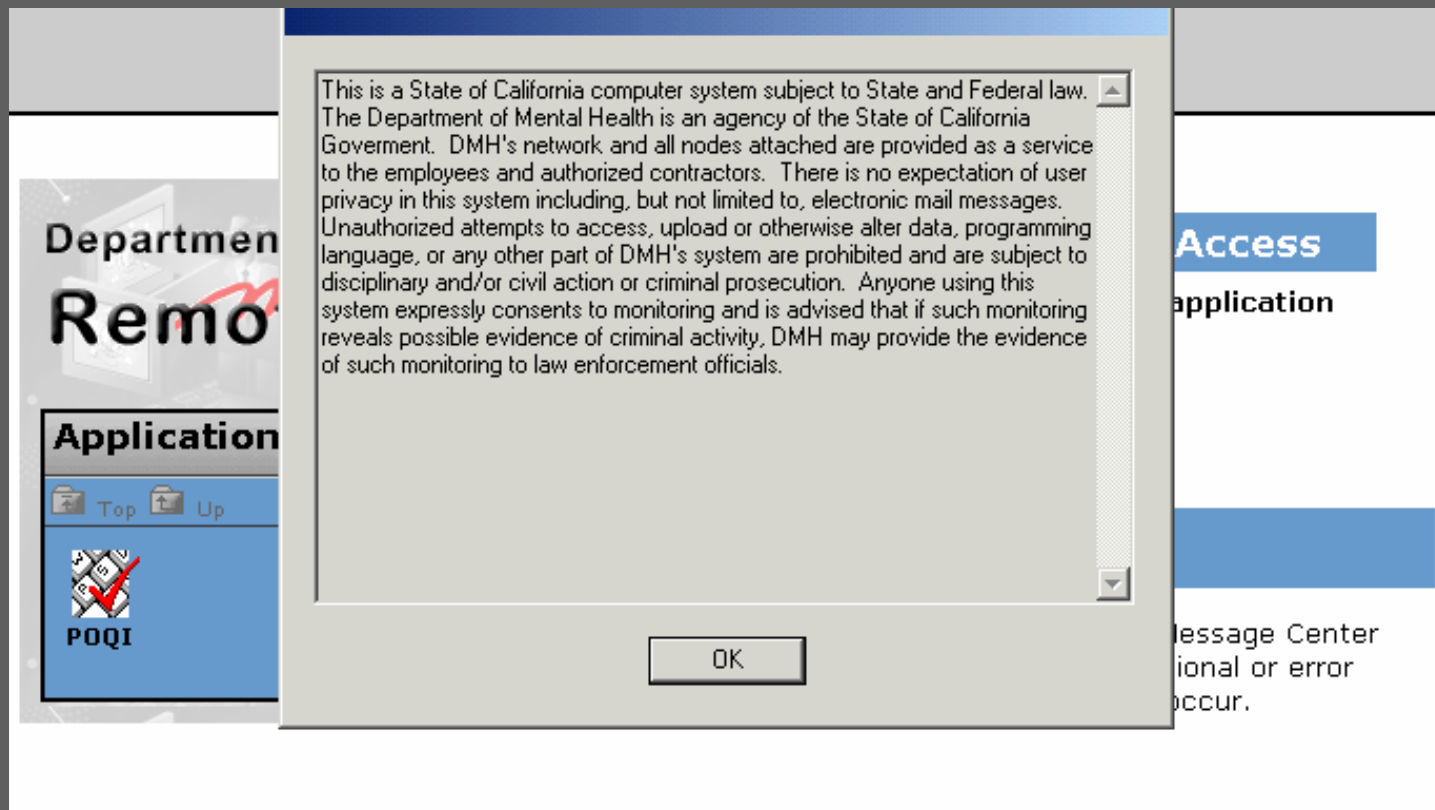 This is a State of California computer system subject to State and Federal law.
The Department of Mental Health is an agency of the State of California
Goverment.  DMH's network and all nodes attached are provided as a service
to the employees and authorized contractors.  There is no expectation of user
privacy in this system including, but not limited to, electronic mail messages.
Unauthorized attempts to access, upload or otherwise alter data, programming
language, or any other part of DMH's system are prohibited and are subject to
disciplinary and/or civil action or criminal prosecution.  Anyone using this
system expressly consents to monitoring and is advised that if such monitoring
reveals possible evidence of criminal activity, DMH may provide the evidence
of such monitoring to law enforcement officials.
OK
Departmen
Remo
Application
Top Up
POQI
Access
application
essage Center
ional or error
occur.